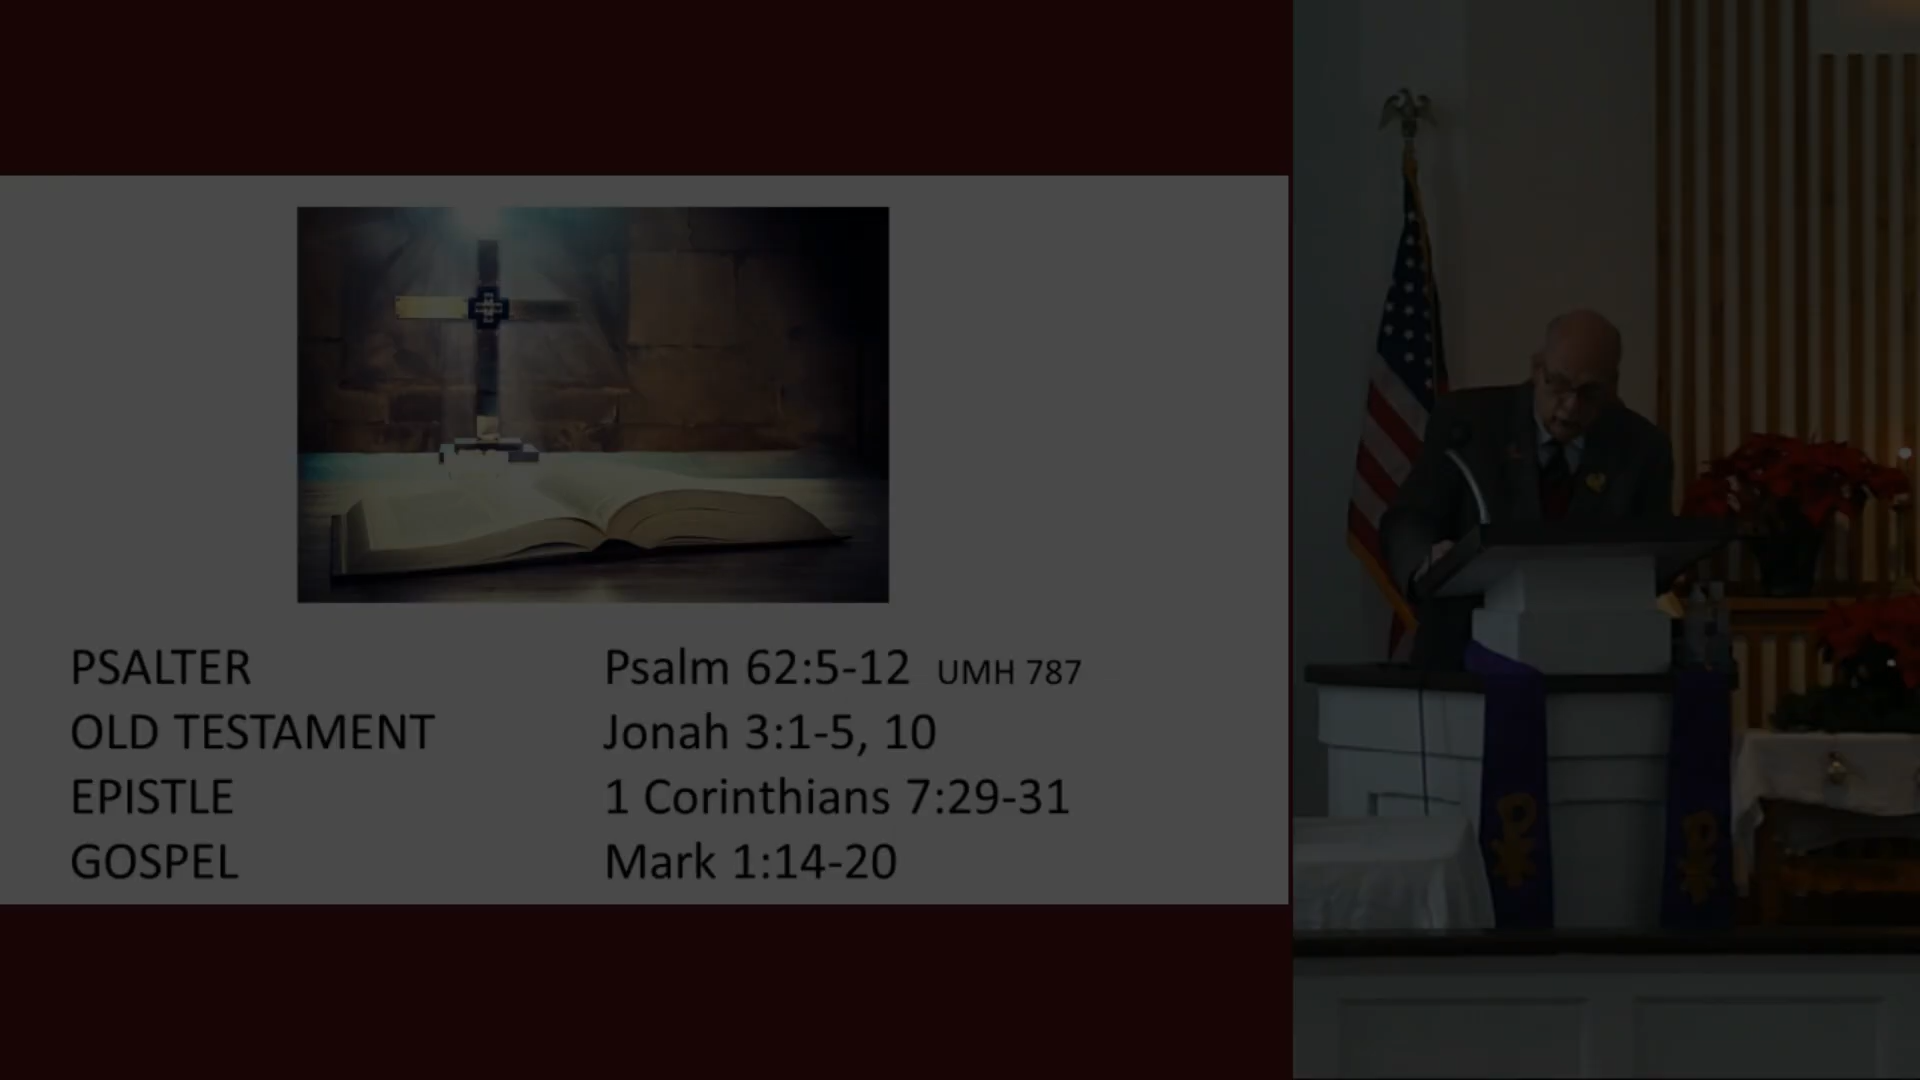 PSALTER Psalm 62:5-12 UMH 787
OLD TESTAMENT Jonah 3:1-5, 10
EPISTLE 1 Corinthians 7:29-31
GOSPEL Mark 1:14-20